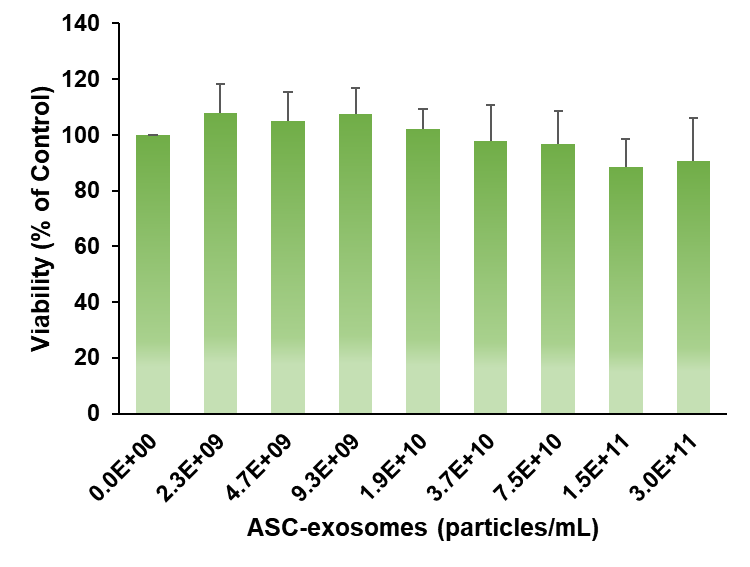 140
120
100
80
60
40
20
0
Viability (% of Control)
0.0E+00
2.3E+09
4.7E+09
9.3E+09
1.9E+10
3.7E+10
7.5E+10
1.5E+11
3.0E+11
ASC-exosomes (particles/mL)